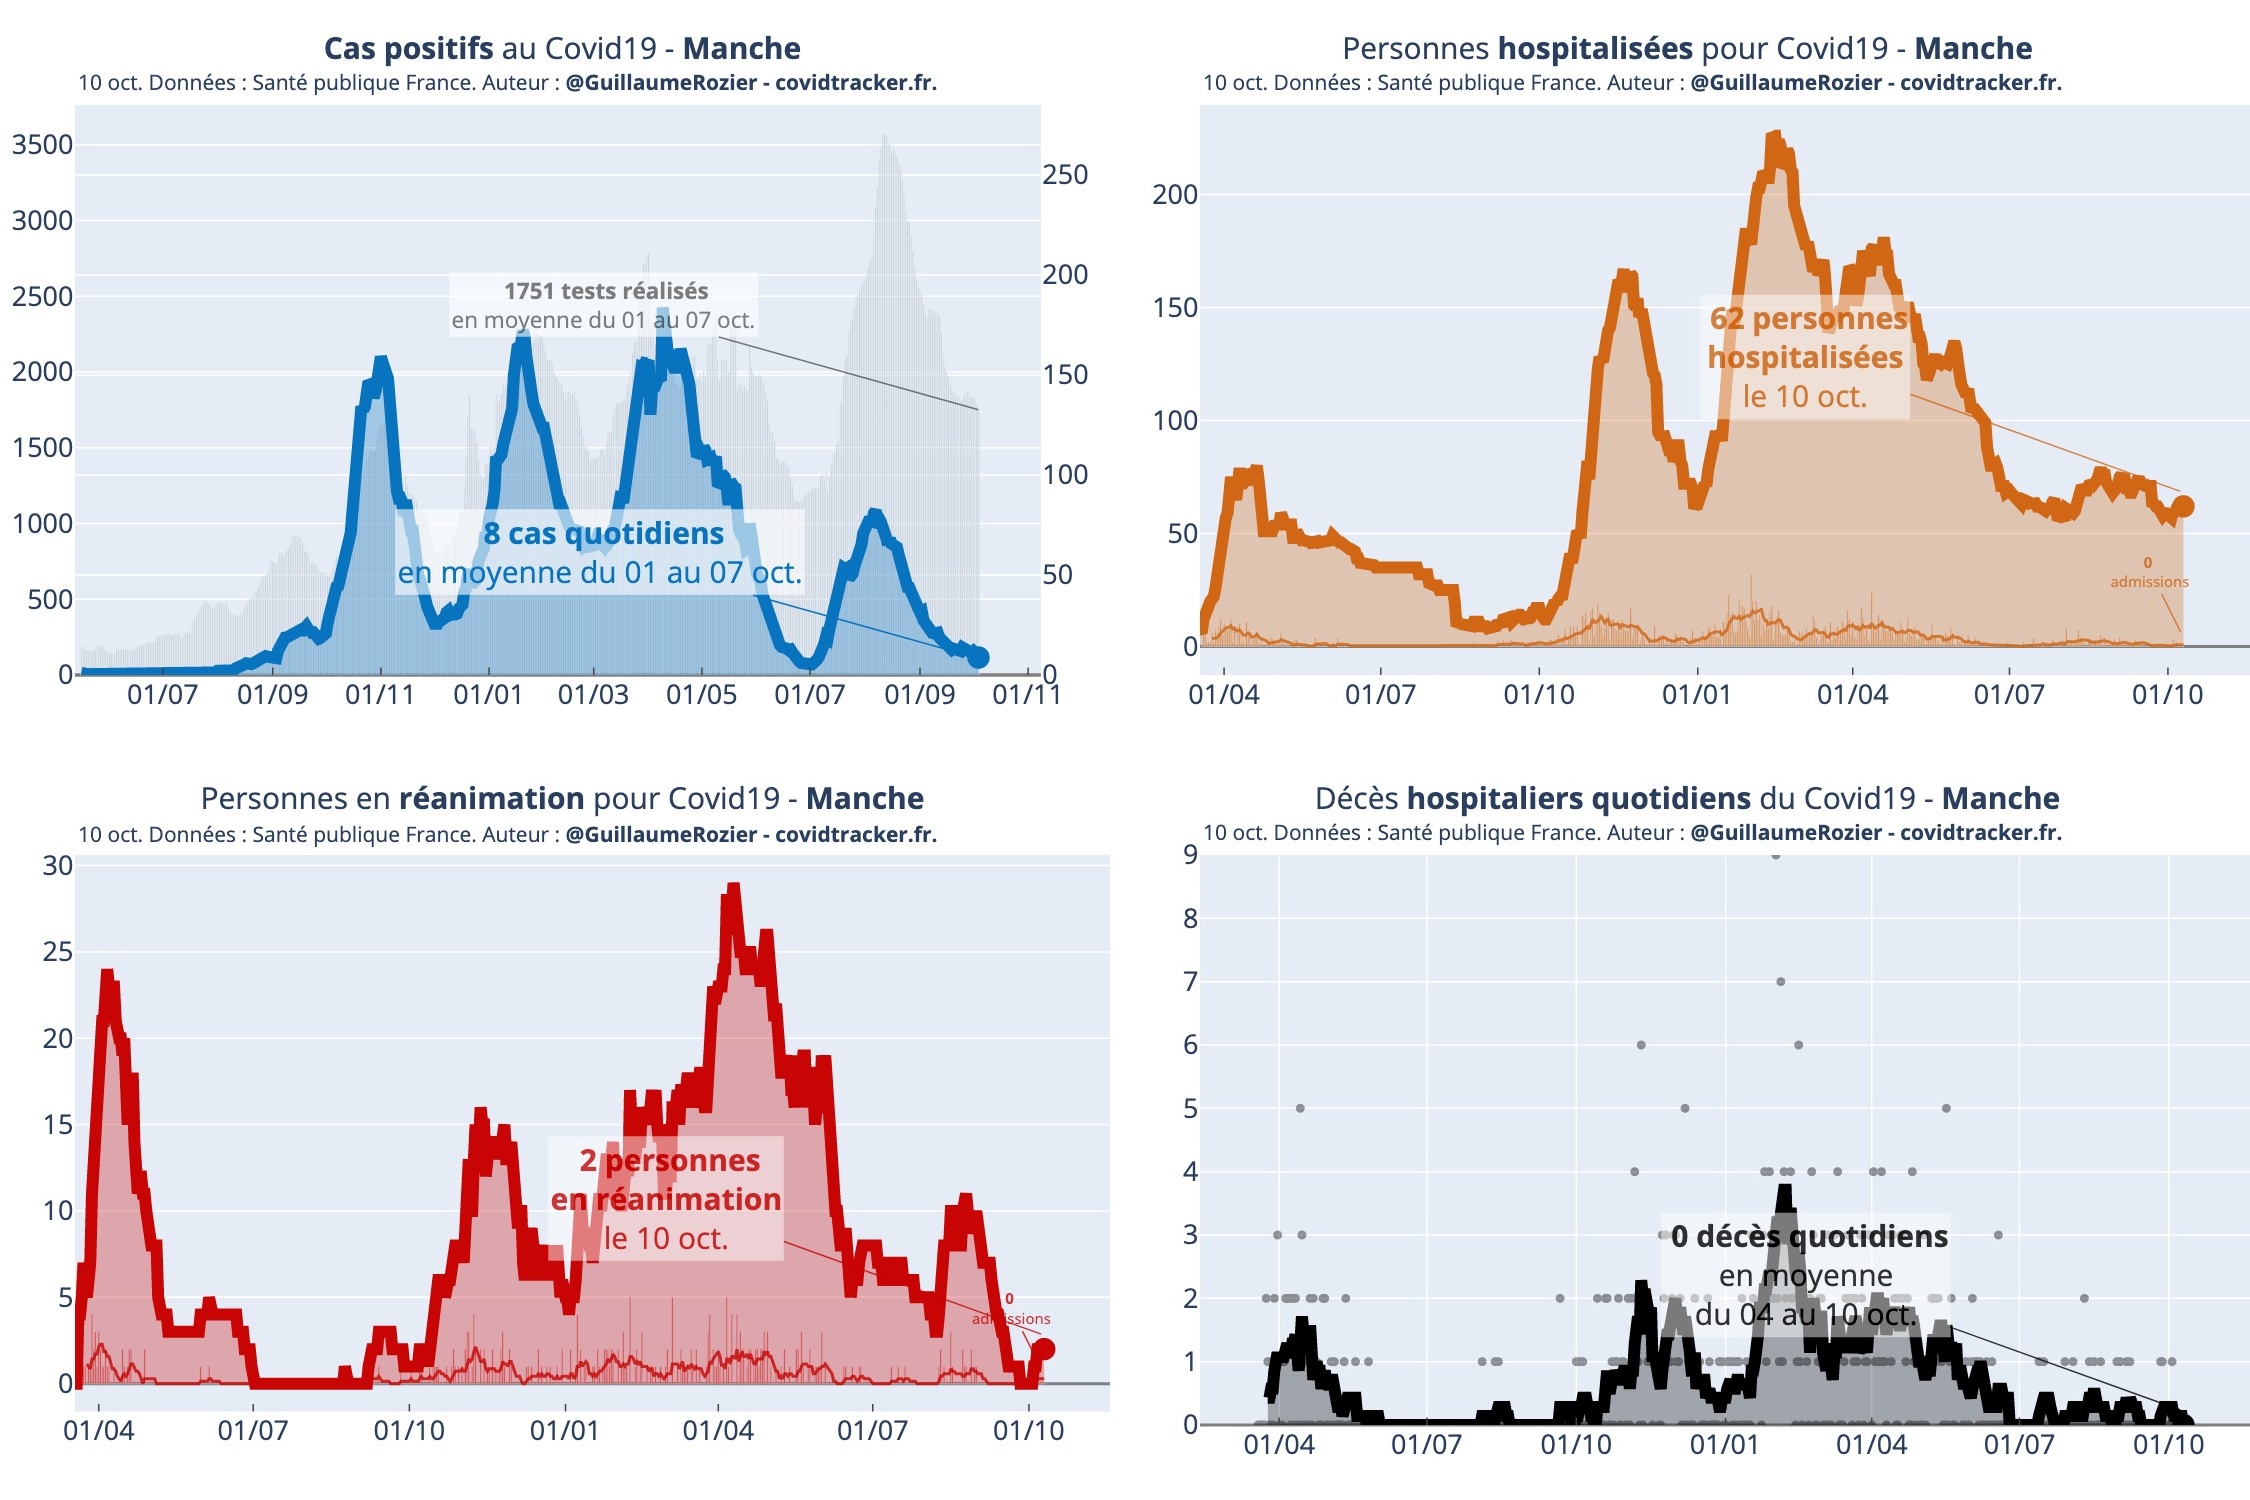 Cas positifs au Covid19 - Manche
10 oct. Données : Santé publique France. Auteur : @GuillaumeRozier - covidtracker.fr.
3500
3000
2500
2000
1500
1000
500
0
250
200
150
100
50
0
1751 tests réalisés
en moyenne du 01 au 07 oct.
8 cas quotidiens
en moyenne du 01 au 07 oct.
01/07 01/09 01/11 01/01 01/03 01/05 01/07 01/09 01/11
Personnes hospitalisées pour Covid19 - Manche
10 oct. Données : Santé publique France. Auteur : @GuillaumeRozier - covidtracker.fr.
200
150
100
50
0
62 personnes
hospitalisées
le 10 oct.
0
admissions
01/04 01/07 01/10 01/01 01/04 01/07 01/10
Personnes en réanimation pour Covid19 - Manche
10 oct. Données : Santé publique France. Auteur : @GuillaumeRozier - covidtracker.fr.
30
25
20
15
10
5
0
2 personnes
en réanimation
le 10 oct.
0
admissions
01/04 01/07 01/10 01/01 01/04 01/07 01/10
Décès hospitaliers quotidiens du Covid19 - Manche
10 oct. Données : Santé publique France. Auteur : @GuillaumeRozier - covidtracker.fr.
9
8
7
6
5
4
3
2
1
0
0 décès quotidiens
en moyenne
du 04 au 10 oct.
01/04 01/07 01/10 01/01 01/04 01/07 01/10